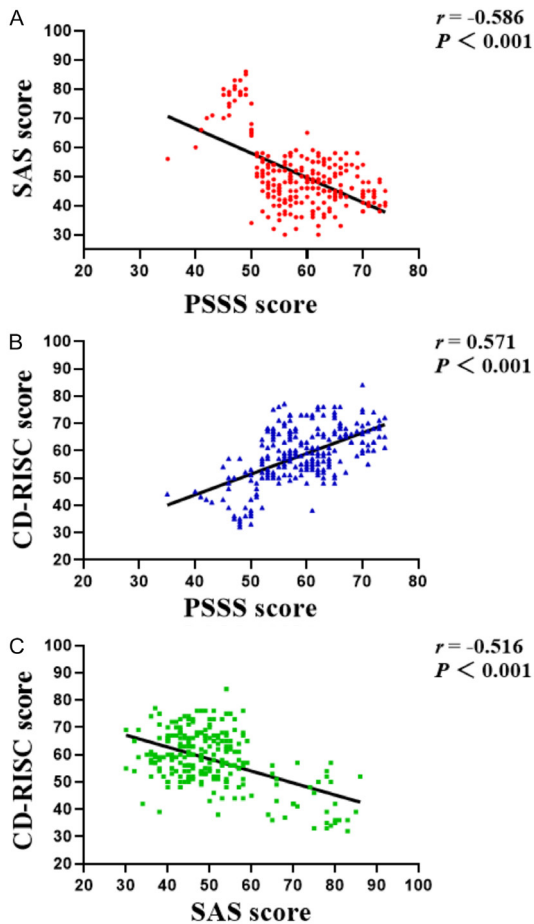 A
r = -0.586
P < 0.001
100
90
80
70
60
50
40
30
SAS score
20 30 40 50 60 70 80
PSSS score
B
r = 0.571
P < 0.001
100
90
80
70
60
50
40
30
20
CD-RISC score
20 30 40 50 60 70 80
PSSS score
C
r = -0.516
P < 0.001
100
90
80
70
60
50
40
30
20
CD-RISC score
20 30 40 50 60 70 80 90 100
SAS score